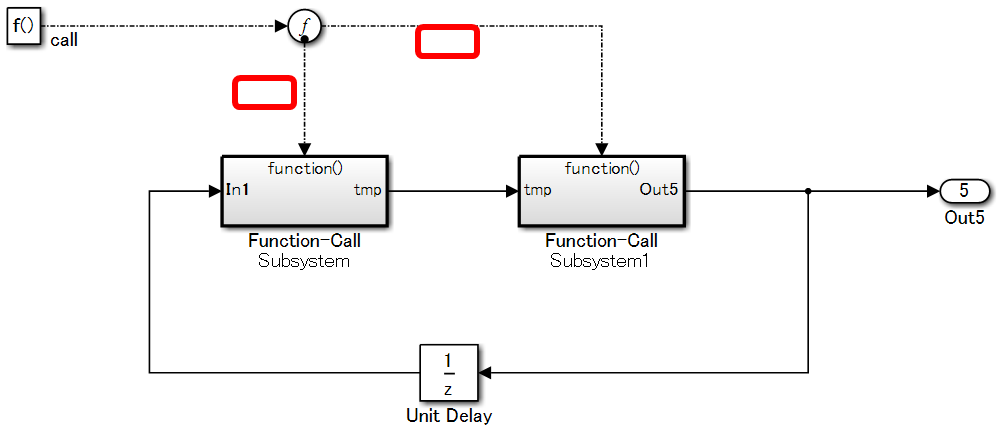 f()
call
f
function()
In1
tmp
Function-Call
Subsystem
function()
tmp
Out5
Function-Call
Subsystem1
5
Out5
1
z
Unit Delay